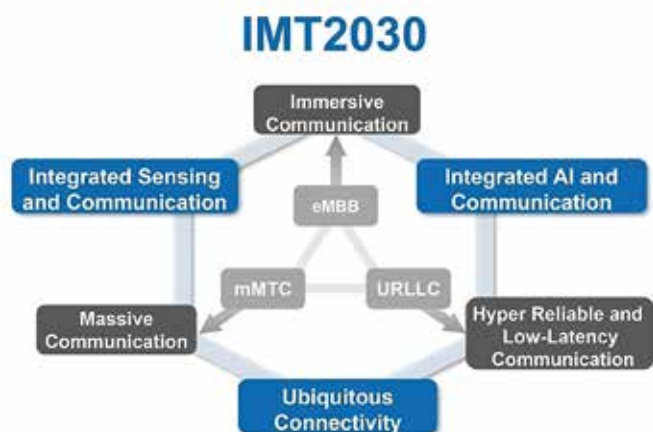 IMT2030
Immersive
Communication
Integrated Sensing
and Communication
Integrated AI and
Communication
eMBB
mMTC
URLLC
Massive
Communication
Hyper Reliable and
Low-Latency
Communication
Ubiquitous
Connectivity